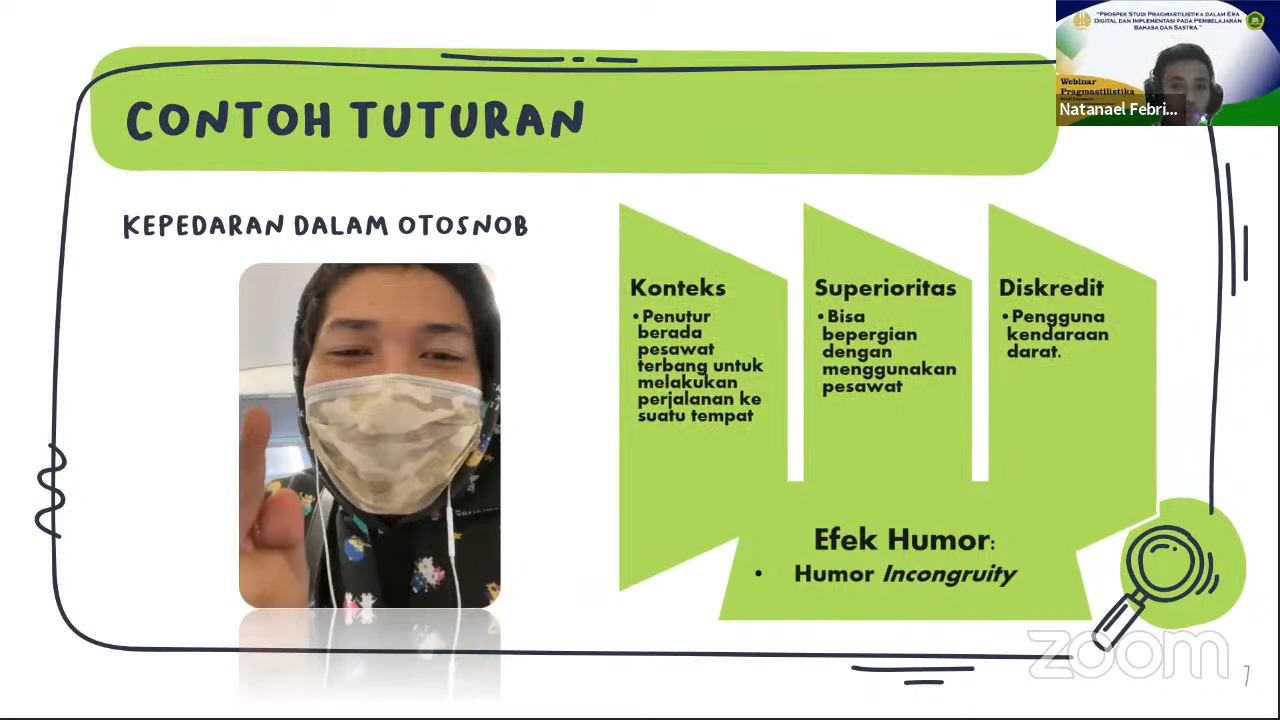 CONTOH TUTURAN
KEPEDARAN DALAM OTOSNOB
Konteks
• Penutur
berada
pesawat
terbang untuk
melakukan
perjalanan ke
suatu tempat
Superioritas
• Bisa
bepergian
dengan
menggunakan
pesawat
Diskredit
• Pengguna
kendaraan
darat.
Efek Humor:
• Humor Incongruity
"PROSPEK STUDI PRAGMASTILISTIKA DALAM ERA
DIGITAL DAN IMPLEMENTASI PADA PEMBELAJARAN
BAHASA DAN SASTRA."
Webinar
Pragmastilistika
Natanael Febri...
zoom
7